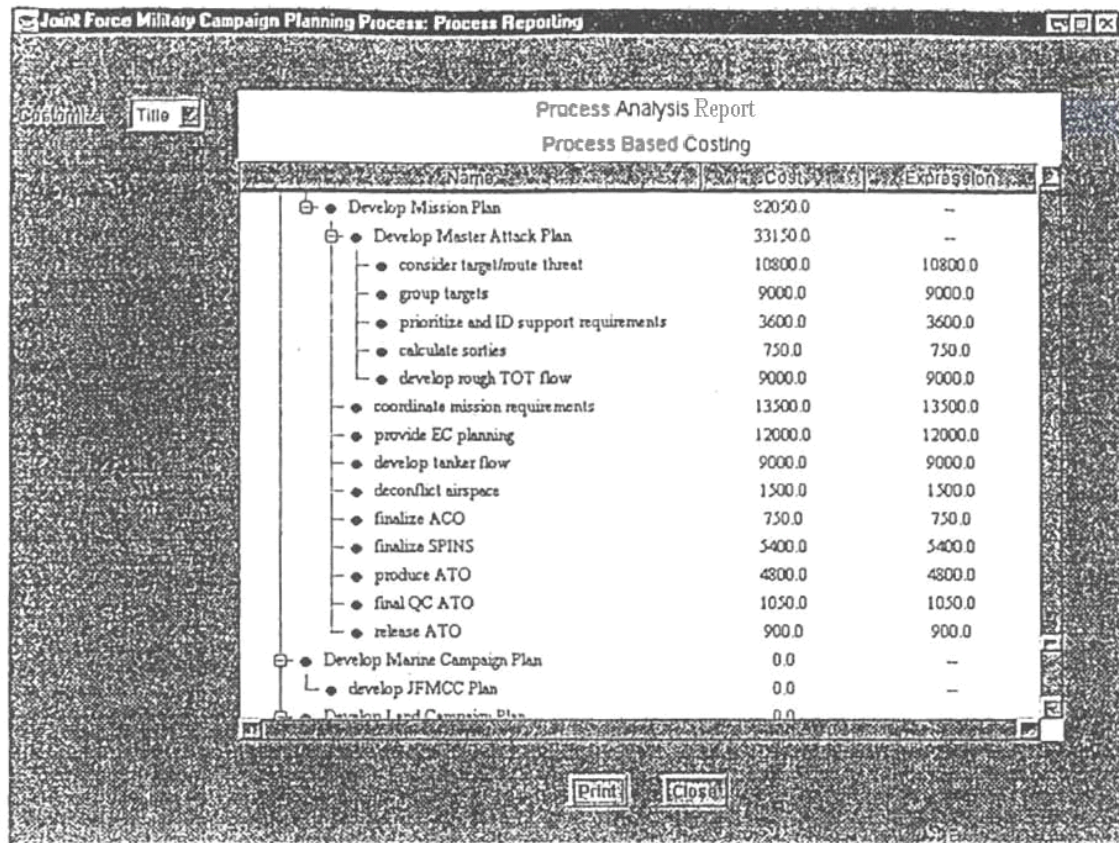 Joint Force Military Campaign Planning Process: Process Reporting
Customize Title
Process Analysis Report
Process Based Costing
Name Cost Expression
Develop Mission Plan 82050.0 --
Develop Master Attack Plan 33150.0 --
consider target/route threat 10800.0 10800.0
group targets 9000.0 9000.0
prioritize and ID support requirements 3600.0 3600.0
calculate sorties 750.0 750.0
develop rough TOT flow 9000.0 9000.0
coordinate mission requirements 13500.0 13500.0
provide EC planning 12000.0 12000.0
develop tanker flow 9000.0 9000.0
deconflict airspace 1500.0 1500.0
finalize ACO 750.0 750.0
finalize SPINS 5400.0 5400.0
produce ATO 4800.0 4800.0
final QC ATO 1050.0 1050.0
release ATO 900.0 900.0
Develop Marine Campaign Plan 0.0 --
develop JFMCC Plan 0.0 --
Develop Land Campaign Plan 0.0
Print Close